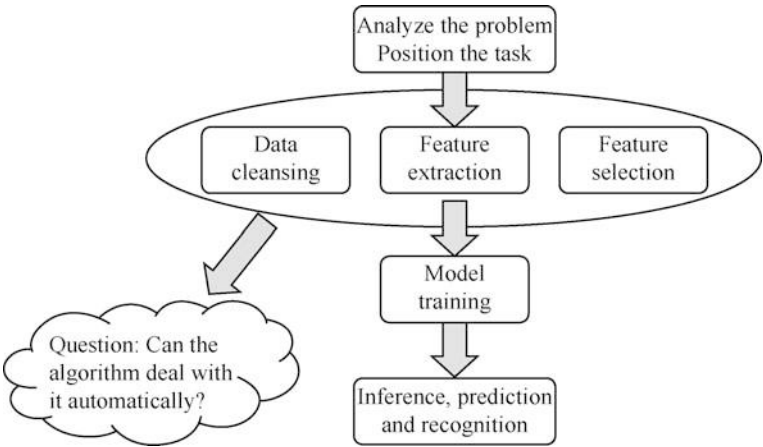 Analyze the problem
Position the task
Data
cleansing
Feature
extraction
Feature
selection
Model
training
Question: Can the
algorithm deal with
it automatically?
Inference, prediction
and recognition